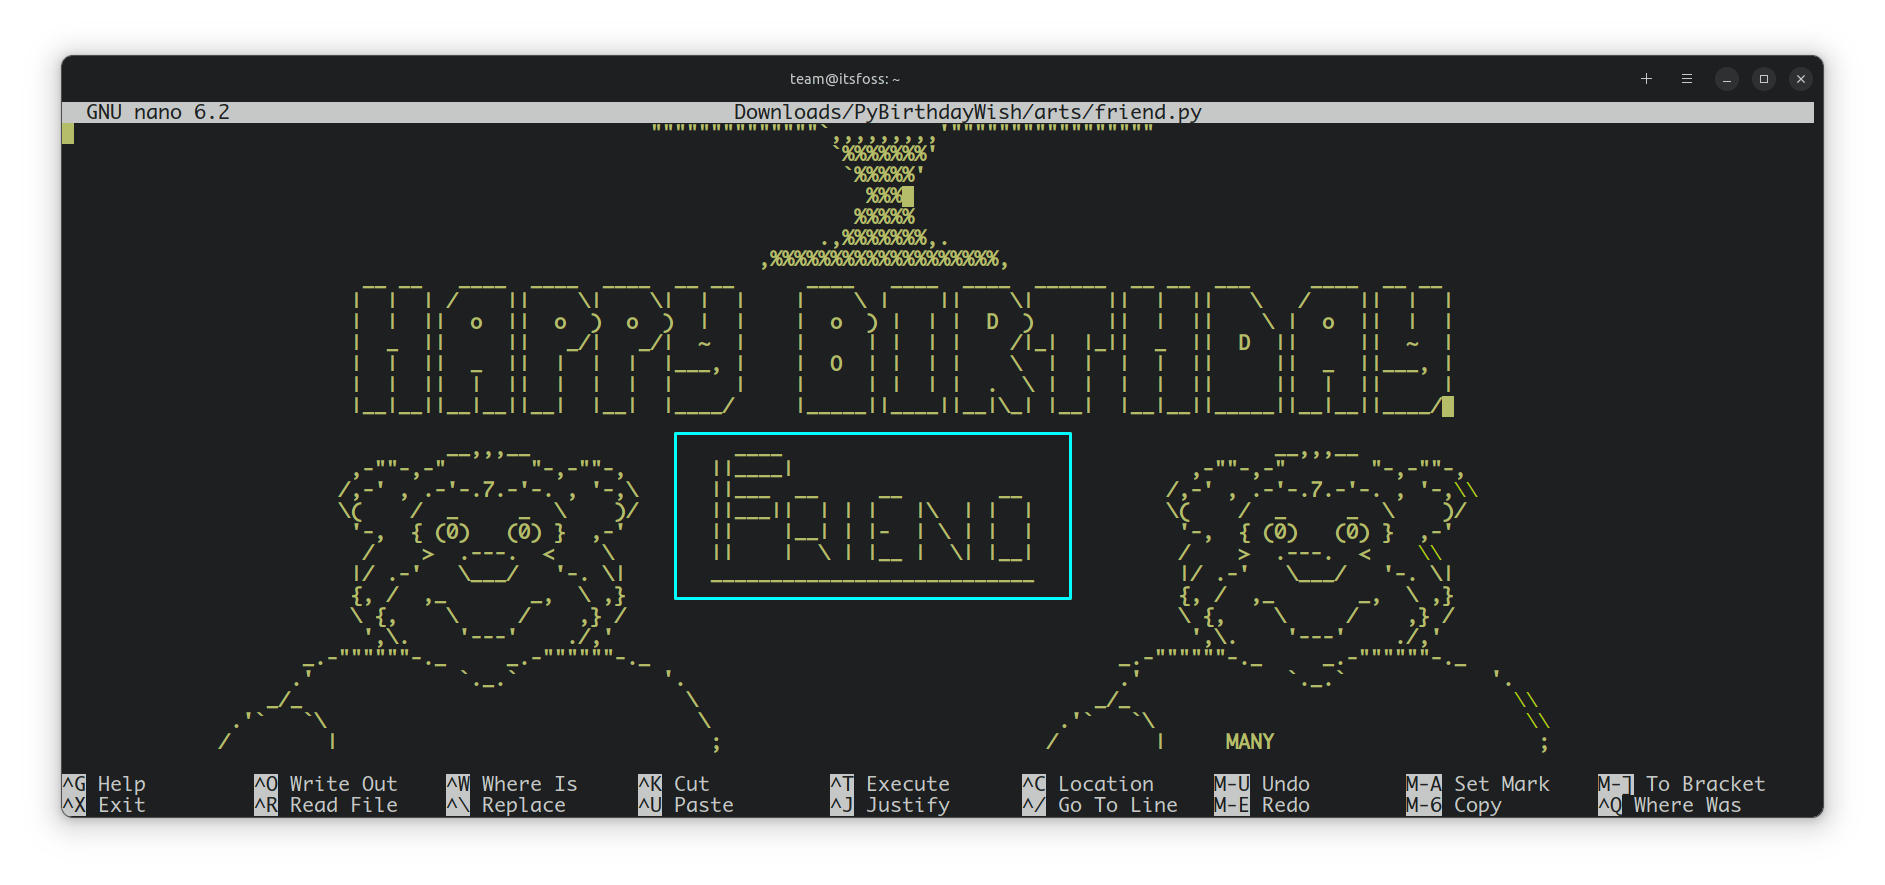 team@itsfoss: ~
GNU nano 6.2 Downloads/PyBirthdayWish/arts/friend.py
HAPPY BIRTHDAY
FRIEND
MANY
^G Help ^O Write Out ^W Where Is ^K Cut ^T Execute ^C Location M-U Undo M-A Set Mark M-] To Bracket
^X Exit ^R Read File ^\ Replace ^U Paste ^J Justify ^/ Go To Line M-E Redo M-6 Copy ^Q Where Was